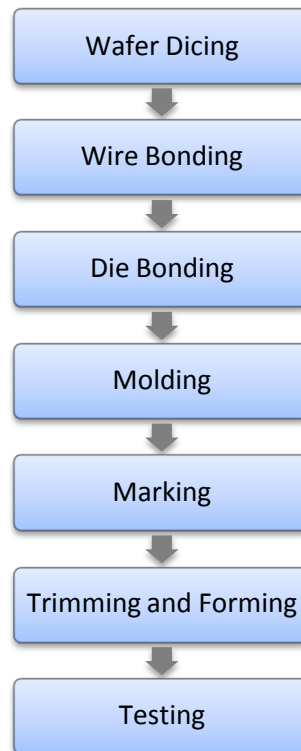 Wafer Dicing
Wire Bonding
Die Bonding
Molding
Marking
Trimming and Forming
Testing